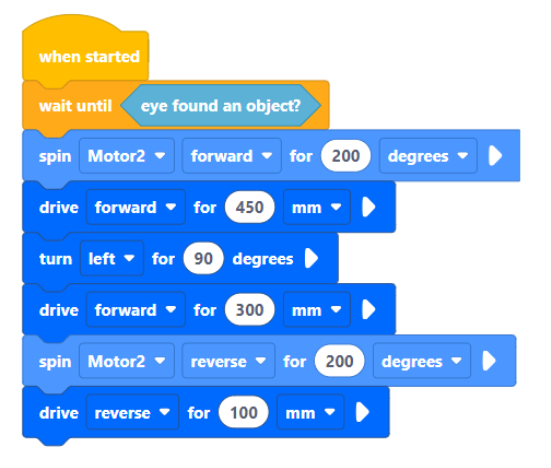 when started
wait until eye found an object?
spin Motor2 forward for 200 degrees
drive forward for 450 mm
turn left for 90 degrees
drive forward for 300 mm
spin Motor2 reverse for 200 degrees
drive reverse for 100 mm